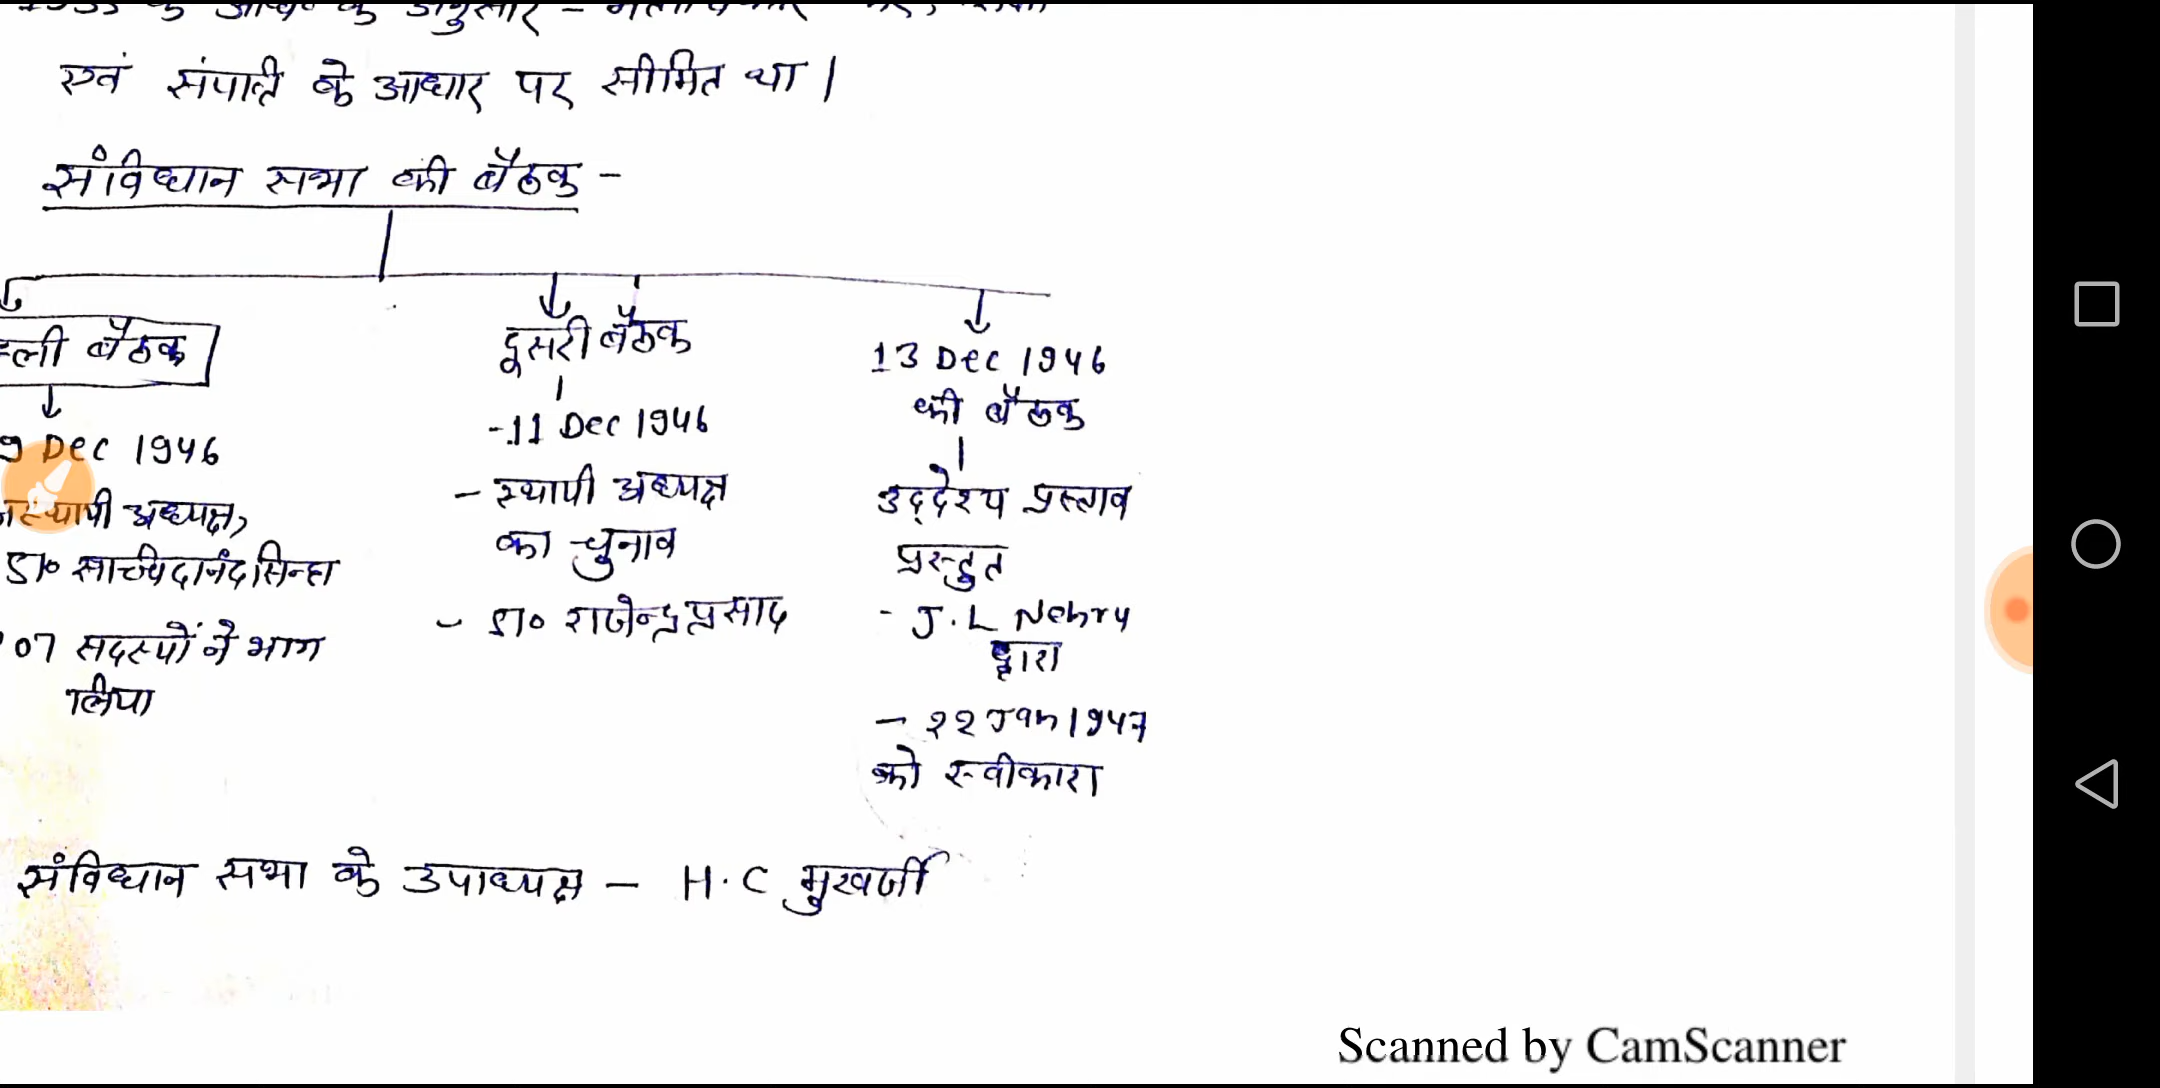 एवं संपत्ति के आधार पर सीमित था |
संविधान सभा की बैठक -
ली बैठक
9 Dec 1946
स्थायी अध्यक्ष,
डा० सच्चिदानंद सिन्हा
07 सदस्यों ने भाग
लिया
दूसरी बैठक
- 11 Dec 1946
- स्थायी अध्यक्ष
का चुनाव
- डा० राजेन्द्र प्रसाद
13 Dec 1946
की बैठक
उद्देश्य प्रस्ताव
प्रस्तुत
- J.L Nehru
द्वारा
- 22 Jan 1947
को स्वीकारा
संविधान सभा के उपाध्यक्ष - H.C मुखर्जी
Scanned by CamScanner